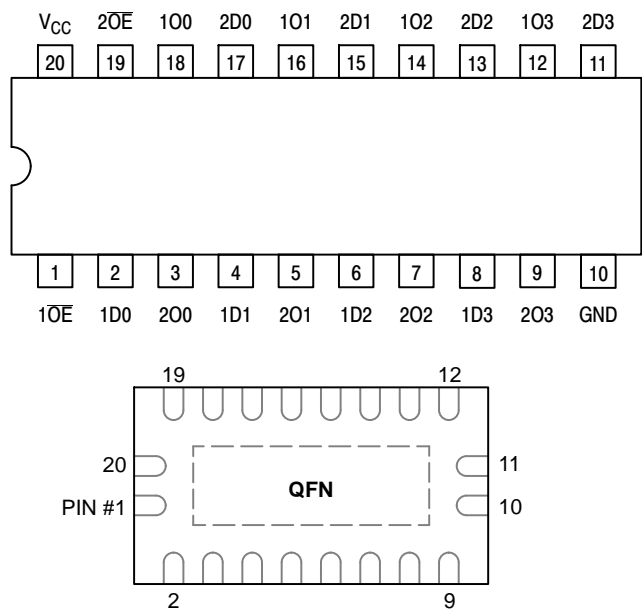 VCC 2O̅E̅ 1O0 2D0 1O1 2D1 1O2 2D2 1O3 2D3
20 19 18 17 16 15 14 13 12 11
1 2 3 4 5 6 7 8 9 10
1O̅E̅ 1D0 2O0 1D1 2O1 1D2 2O2 1D3 2O3 GND
19 12
20 11
QFN
PIN #1 10
2 9